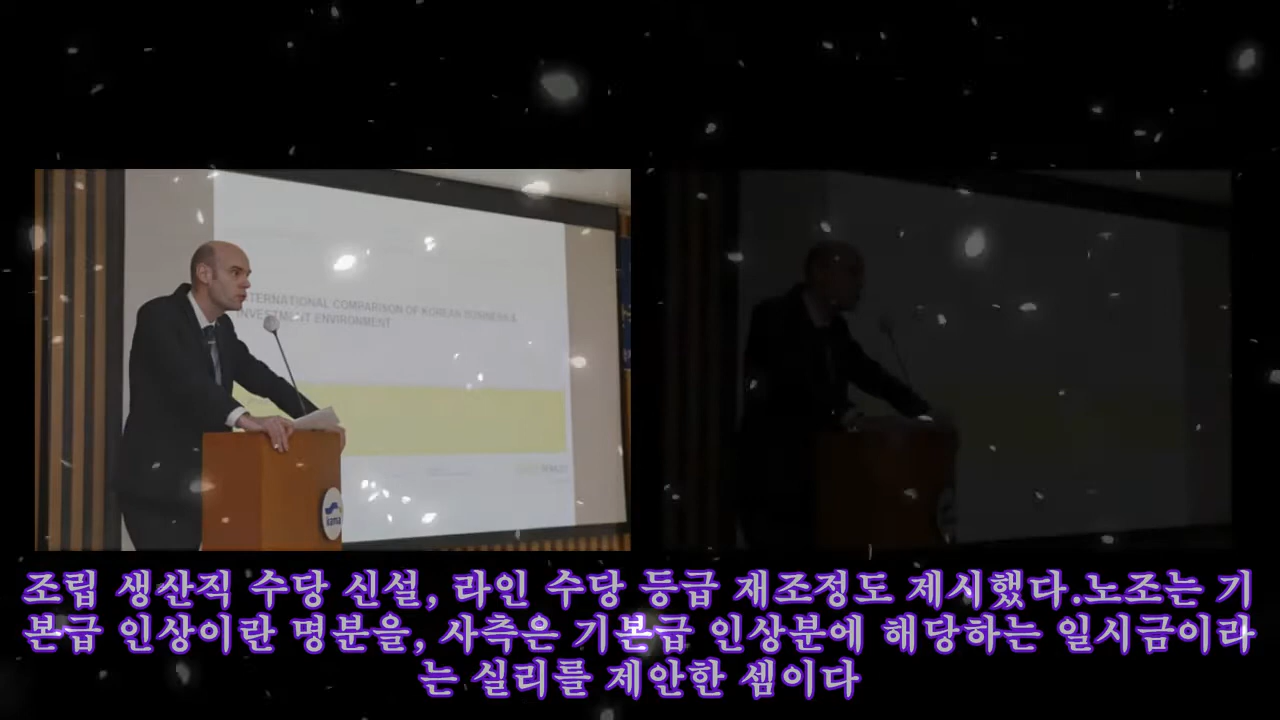 INTERNATIONAL COMPARISON OF KOREAN BUSINESS &
INVESTMENT ENVIRONMENT
kama
조립 생산직 수당 신설, 라인 수당 등급 재조정도 제시했다.노조는 기
본급 인상이란 명분을, 사측은 기본급 인상분에 해당하는 일시금이라
는 실리를 제안한 셈이다